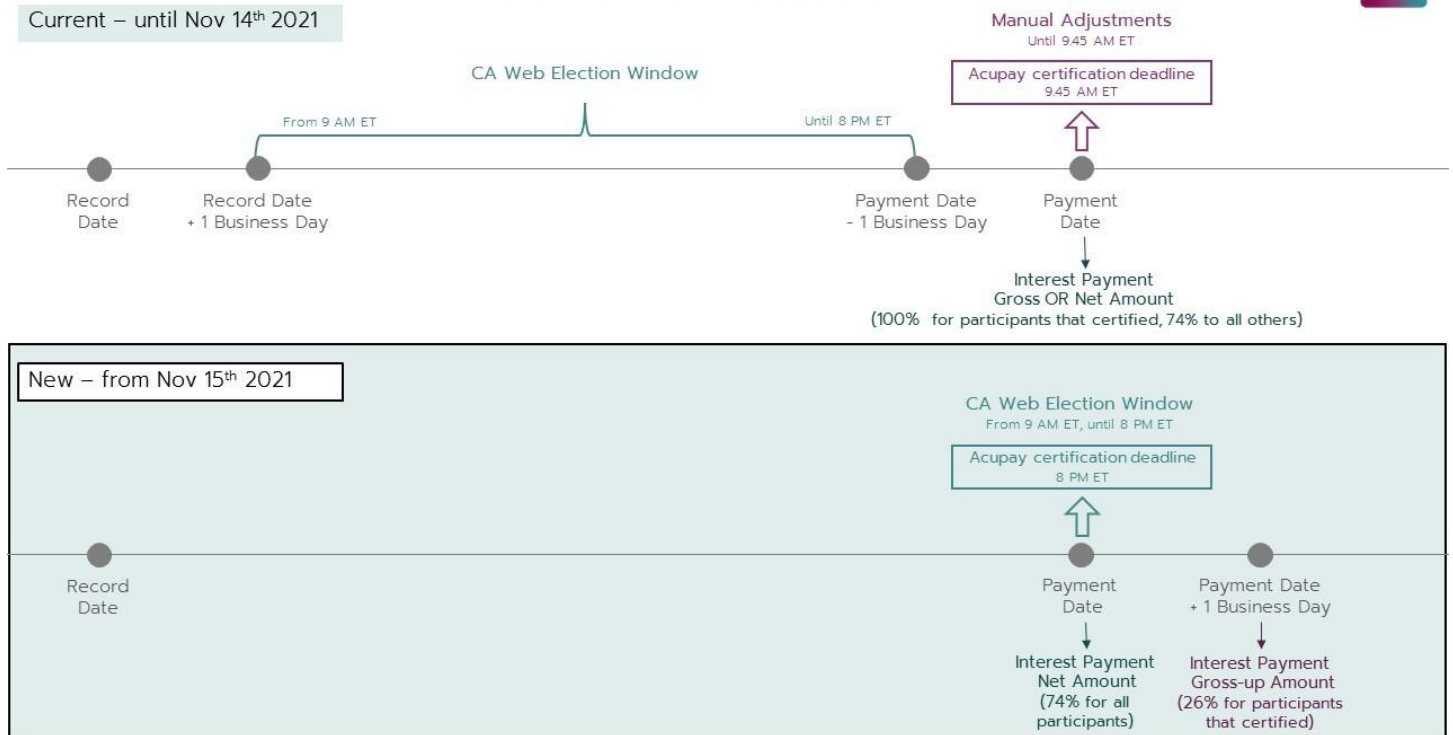 Current – until Nov 14th 2021
Manual Adjustments
Until 9.45 AM ET
Acupay certification deadline
9.45 AM ET
CA Web Election Window
From 9 AM ET
Until 8 PM ET
Record
Date
Record Date
+ 1 Business Day
Payment Date
- 1 Business Day
Payment
Date
Interest Payment
Gross OR Net Amount
(100% for participants that certified, 74% to all others)
New – from Nov 15th 2021
CA Web Election Window
From 9 AM ET, until 8 PM ET
Acupay certification deadline
8 PM ET
Record
Date
Payment
Date
Payment Date
+ 1 Business Day
Interest Payment
Net Amount
(74% for all
participants)
Interest Payment
Gross-up Amount
(26% for participants
that certified)